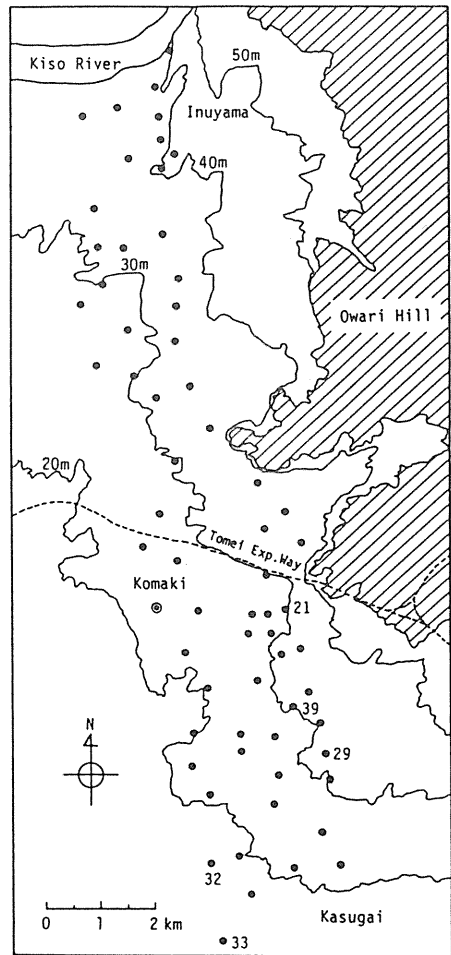 50m
Kiso River
Inuyama
40m
30m
Owari Hill
20m
Tomei Exp.Way
Komaki
21
39
N
29
32
0 1 2 km
Kasugai
33